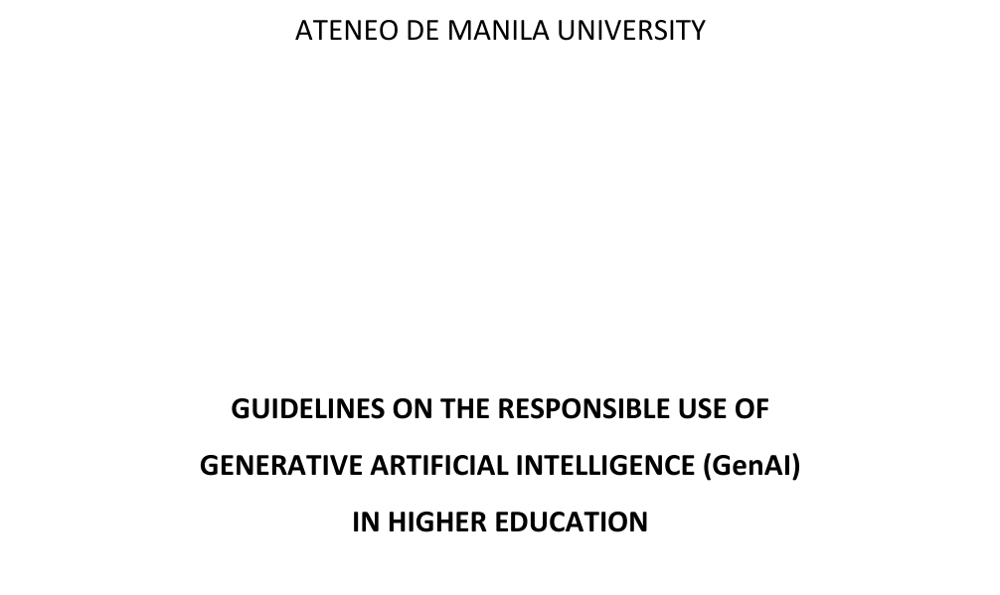 ATENEO DE MANILA UNIVERSITY
GUIDELINES ON THE RESPONSIBLE USE OF
GENERATIVE ARTIFICIAL INTELLIGENCE (GenAI)
IN HIGHER EDUCATION